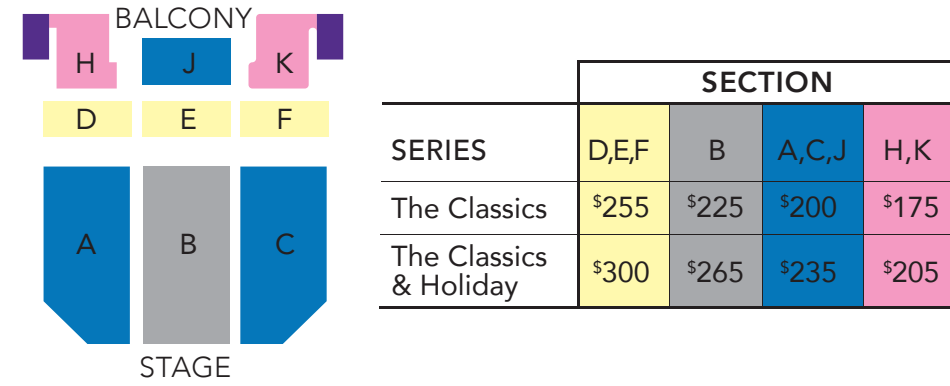 BALCONY
H J K
D E F
A B C
STAGE
SECTION
SERIES D,E,F B A,C,J H,K
The Classics $255 $225 $200 $175
The Classics
& Holiday $300 $265 $235 $205